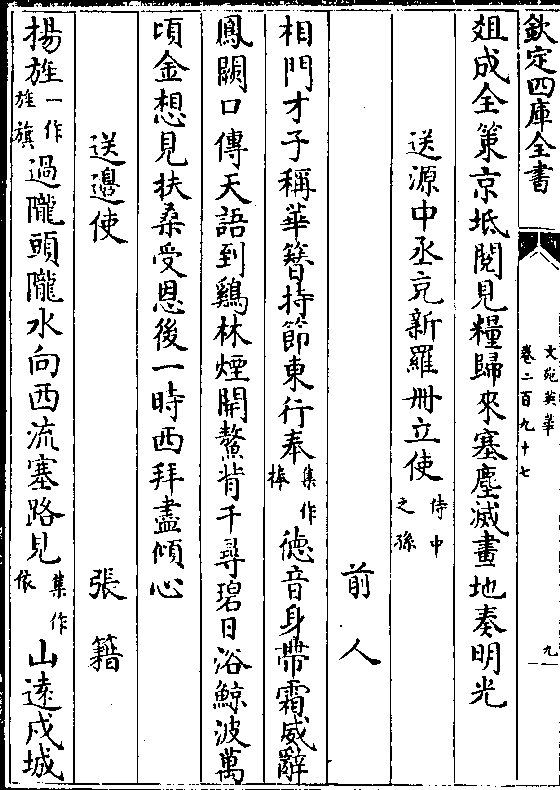 欽定四庫全書
文苑英華
卷二百九十七
九
爼成全策京坻閱見糧歸來塞塵滅畫地奏明光
送源中丞充新羅冊立使侍中之孫
前人
相門才子稱華簪持節東行奉集作捧德音身帶霜威辭
鳳闕口傳天語到鷄林煙開鼇背千尋碧日浴鯨波萬
頃金想見扶桑受恩後一時西拜盡傾心
送邊使
張籍
揚旌一作旌旗過隴頭隴水向西流塞路見集作依山遠戍城